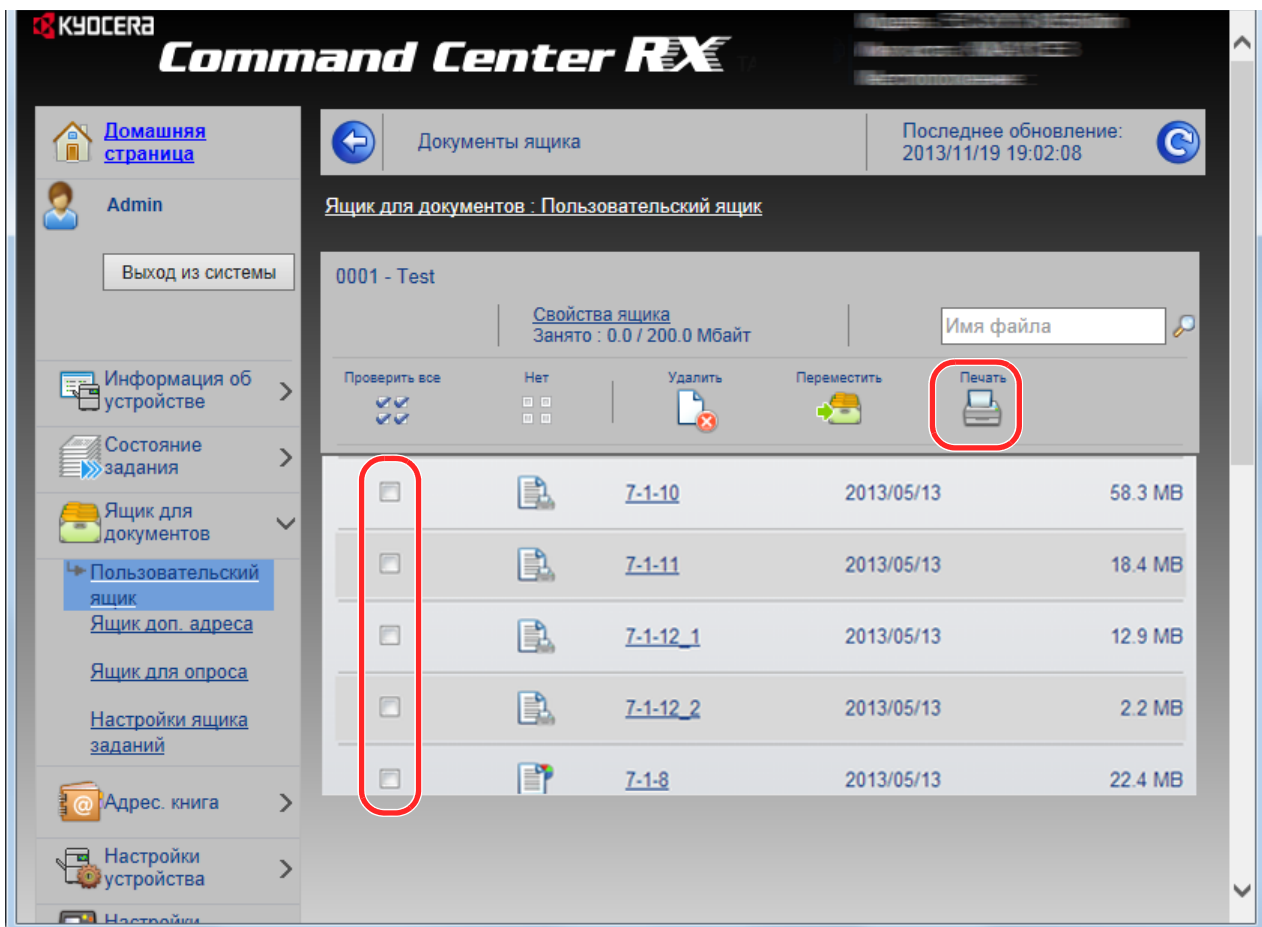 KYOCERA
Command Center RX
Домашняя
страница
Admin
Выход из системы
Документы ящика
Последнее обновление:
2013/11/19 19:02:08
Ящик для документов : Пользовательский ящик
0001 - Test
Свойства ящика
Занято : 0.0 / 200.0 Мбайт
Имя файла
Проверить все
Нет
Удалить
Переместить
Печать
7-1-10 2013/05/13 58.3 MB
7-1-11 2013/05/13 18.4 MB
7-1-12_1 2013/05/13 12.9 MB
7-1-12_2 2013/05/13 2.2 MB
7-1-8 2013/05/13 22.4 MB
Информация об
устройстве
Состояние
задания
Ящик для
документов
Пользовательский
ящик
Ящик доп. адреса
Ящик для опроса
Настройки ящика
заданий
Адрес. книга
Настройки
устройства
Настройки